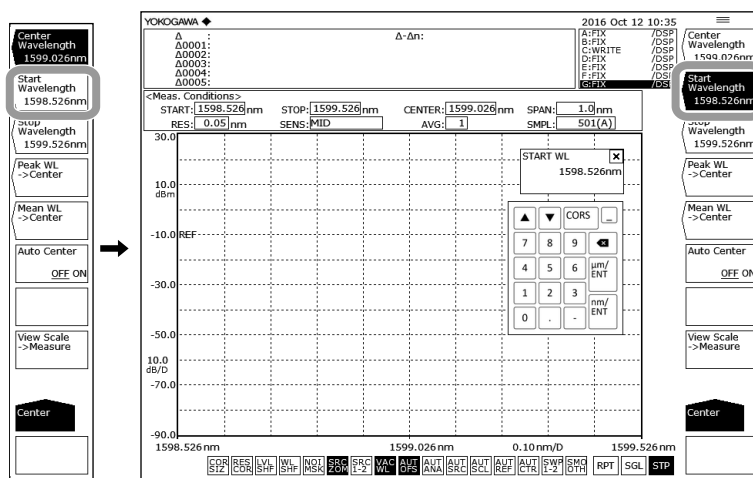 Center
Wavelength
1599.026nm
Start
Wavelength
1598.526nm
Stop
Wavelength
1599.526nm
Peak WL
->Center
Mean WL
->Center
Auto Center
OFF ON
View Scale
->Measure
Center
YOKOGAWA ◆
2016 Oct 12 10:35
Δ :
Δ0001:
Δ0002:
Δ0003:
Δ0004:
Δ0005:
Δ-Δn:
A:FIX /DSP
B:FIX /DSP
C:WRITE /DSP
D:FIX /DSP
E:FIX /DSP
F:FIX /DSP
G:FIX /DSP
<Meas. Conditions>
START: 1598.526 nm STOP: 1599.526 nm CENTER: 1599.026 nm SPAN: 1.0 nm
RES: 0.05 nm SENS: MID AVG: 1 SMPL: 501(A)
30.0
10.0
dBm
-10.0 REF
-30.0
-50.0
10.0
dB/D
-70.0
-90.0
START WL ×
1598.526nm
▲ ▼ CORS _
7 8 9
4 5 6 μm/
ENT
1 2 3 nm/
ENT
0 . -
1598.526nm 1599.026nm 0.10nm/D 1599.526nm
COR RES LVL WL NOI SRC SRC VAC AUT AUT AUT AUT AUT AUT SWP SMO
SIZ COR SHF SHF MSK ZOM 1-2 WL OFS ANA SRC SCL REF CTR 1-2 OTH
RPT SGL STP
Center
Wavelength
1599.026nm
Start
Wavelength
1598.526nm
Stop
Wavelength
1599.526nm
Peak WL
->Center
Mean WL
->Center
Auto Center
OFF ON
View Scale
->Measure
Center